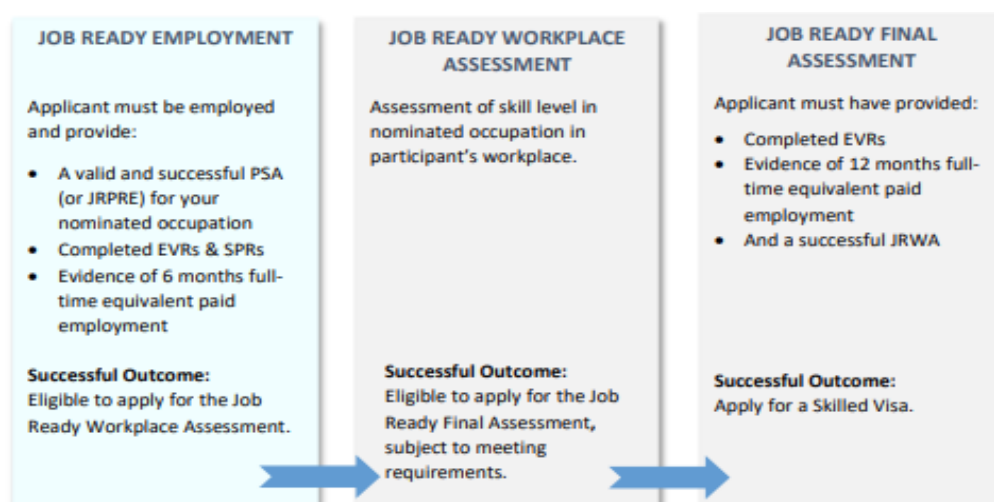 JOB READY EMPLOYMENT
Applicant must be employed
and provide:
• A valid and successful PSA
(or JRPRE) for your
nominated occupation
• Completed EVRs & SPRs
• Evidence of 6 months full-
time equivalent paid
employment
Successful Outcome:
Eligible to apply for the Job
Ready Workplace Assessment.
JOB READY WORKPLACE
ASSESSMENT
Assessment of skill level in
nominated occupation in
participant's workplace.
Successful Outcome:
Eligible to apply for the Job
Ready Final Assessment,
subject to meeting
requirements.
JOB READY FINAL
ASSESSMENT
Applicant must have provided:
• Completed EVRs
• Evidence of 12 months full-
time equivalent paid
employment
• And a successful JRWA
Successful Outcome:
Apply for a Skilled Visa.